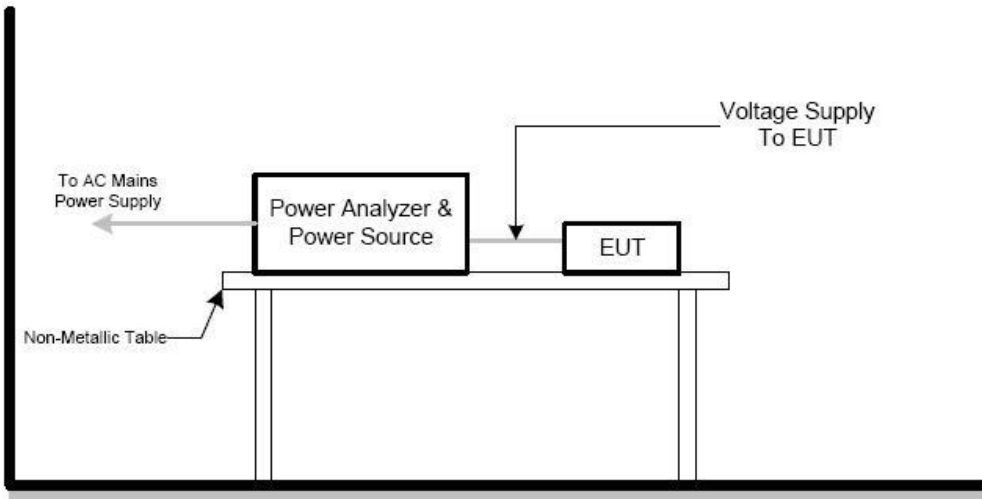 Voltage Supply
To EUT
To AC Mains
Power Supply
Power Analyzer &
Power Source
EUT
Non-Metallic Table